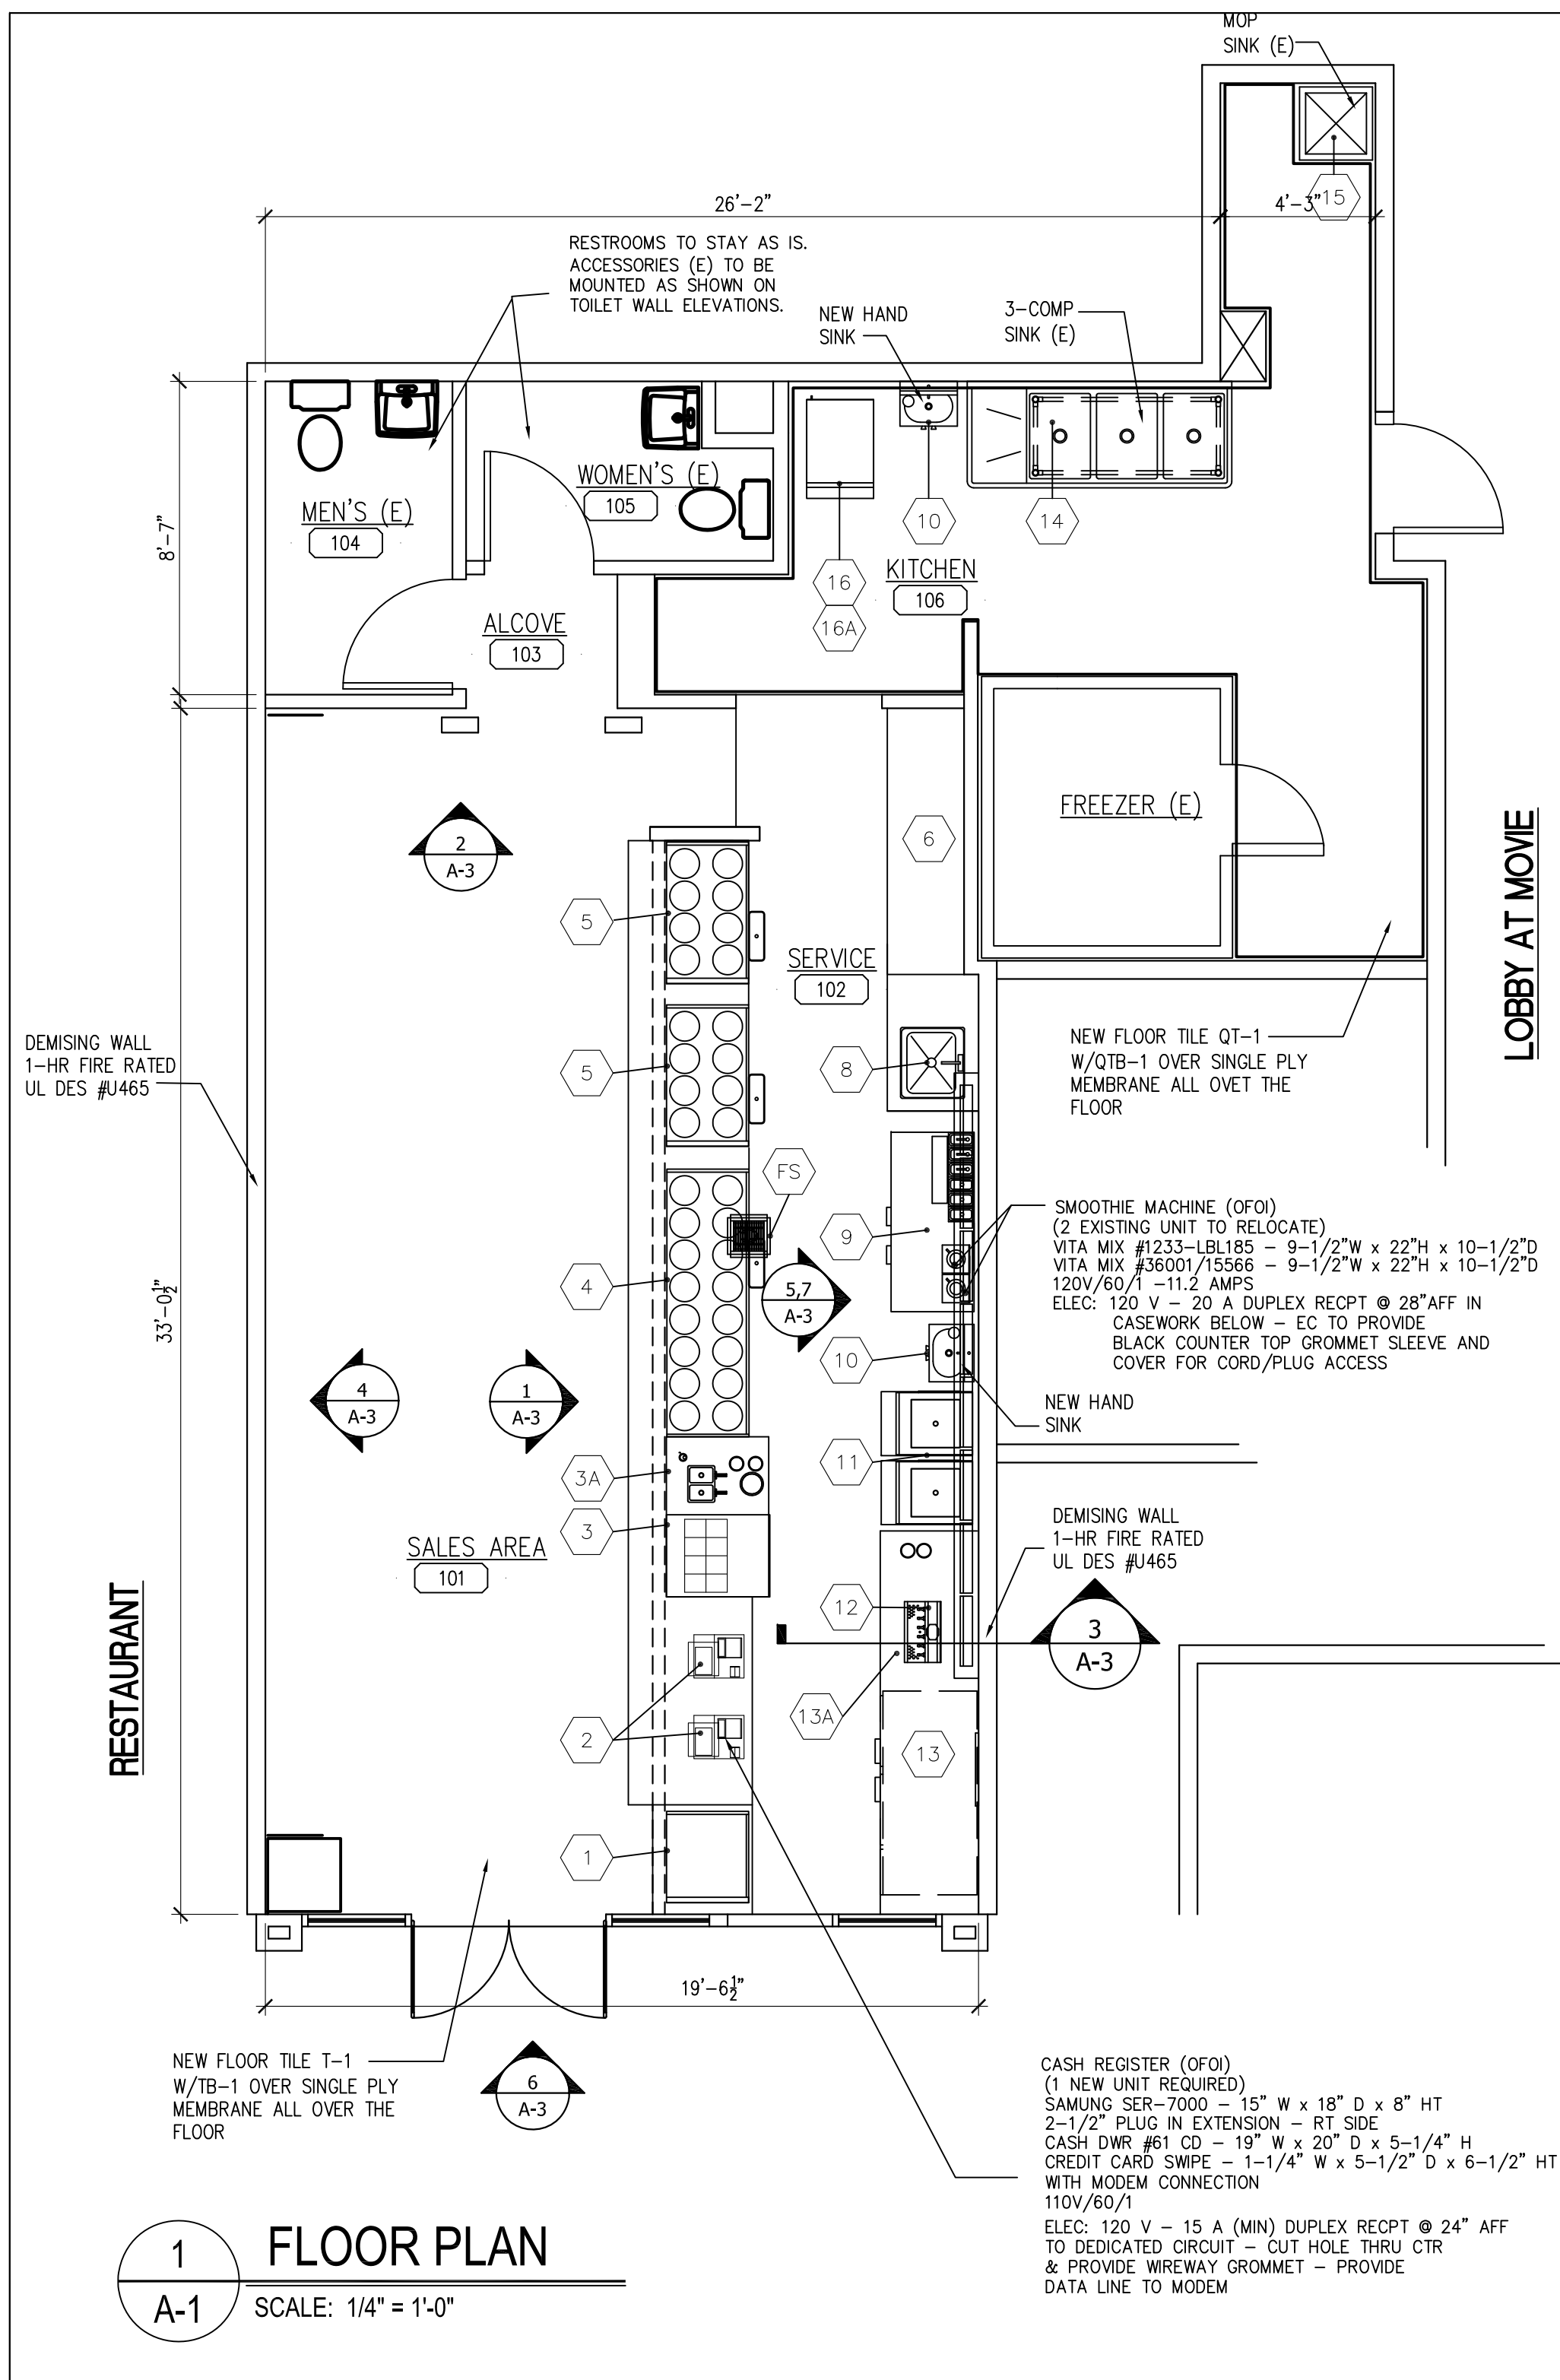 MOP
SINK (E)
15
26'-2"
4'-3"
RESTROOMS TO STAY AS IS.
ACCESSORIES (E) TO BE
MOUNTED AS SHOWN ON
TOILET WALL ELEVATIONS.
NEW HAND
SINK
3-COMP
SINK (E)
8'-7"
MEN'S (E)
104
WOMEN'S (E)
105
10
14
16
16A
KITCHEN
106
ALCOVE
103
FREEZER (E)
6
2
A-3
5
SERVICE
102
LOBBY AT MOVIE
DEMISING WALL
1-HR FIRE RATED
UL DES #U465
5
8
NEW FLOOR TILE QT-1
W/QTB-1 OVER SINGLE PLY
MEMBRANE ALL OVET THE
FLOOR
FS
9
SMOOTHIE MACHINE (OFOI)
(2 EXISTING UNIT TO RELOCATE)
VITA MIX #1233-LBL185 - 9-1/2"W x 22"H x 10-1/2"D
VITA MIX #36001/15566 - 9-1/2"W x 22"H x 10-1/2"D
120V/60/1 -11.2 AMPS
ELEC: 120 V - 20 A DUPLEX RECPT @ 28"AFF IN
CASEWORK BELOW - EC TO PROVIDE
BLACK COUNTER TOP GROMMET SLEEVE AND
COVER FOR CORD/PLUG ACCESS
4
5,7
A-3
33'-0½"
10
4
A-3
1
A-3
NEW HAND
SINK
3A
11
3
DEMISING WALL
1-HR FIRE RATED
UL DES #U465
SALES AREA
101
12
3
A-3
RESTAURANT
2
13A
13
1
19'-6½"
NEW FLOOR TILE T-1
W/TB-1 OVER SINGLE PLY
MEMBRANE ALL OVER THE
FLOOR
6
A-3
CASH REGISTER (OFOI)
(1 NEW UNIT REQUIRED)
SAMUNG SER-7000 - 15" W x 18" D x 8" HT
2-1/2" PLUG IN EXTENSION - RT SIDE
CASH DWR #61 CD - 19" W x 20" D x 5-1/4" H
CREDIT CARD SWIPE - 1-1/4" W x 5-1/2" D x 6-1/2" HT
WITH MODEM CONNECTION
110V/60/1
ELEC: 120 V - 15 A (MIN) DUPLEX RECPT @ 24" AFF
TO DEDICATED CIRCUIT - CUT HOLE THRU CTR
& PROVIDE WIREWAY GROMMET - PROVIDE
DATA LINE TO MODEM
1
A-1
FLOOR PLAN
SCALE: 1/4" = 1'-0"